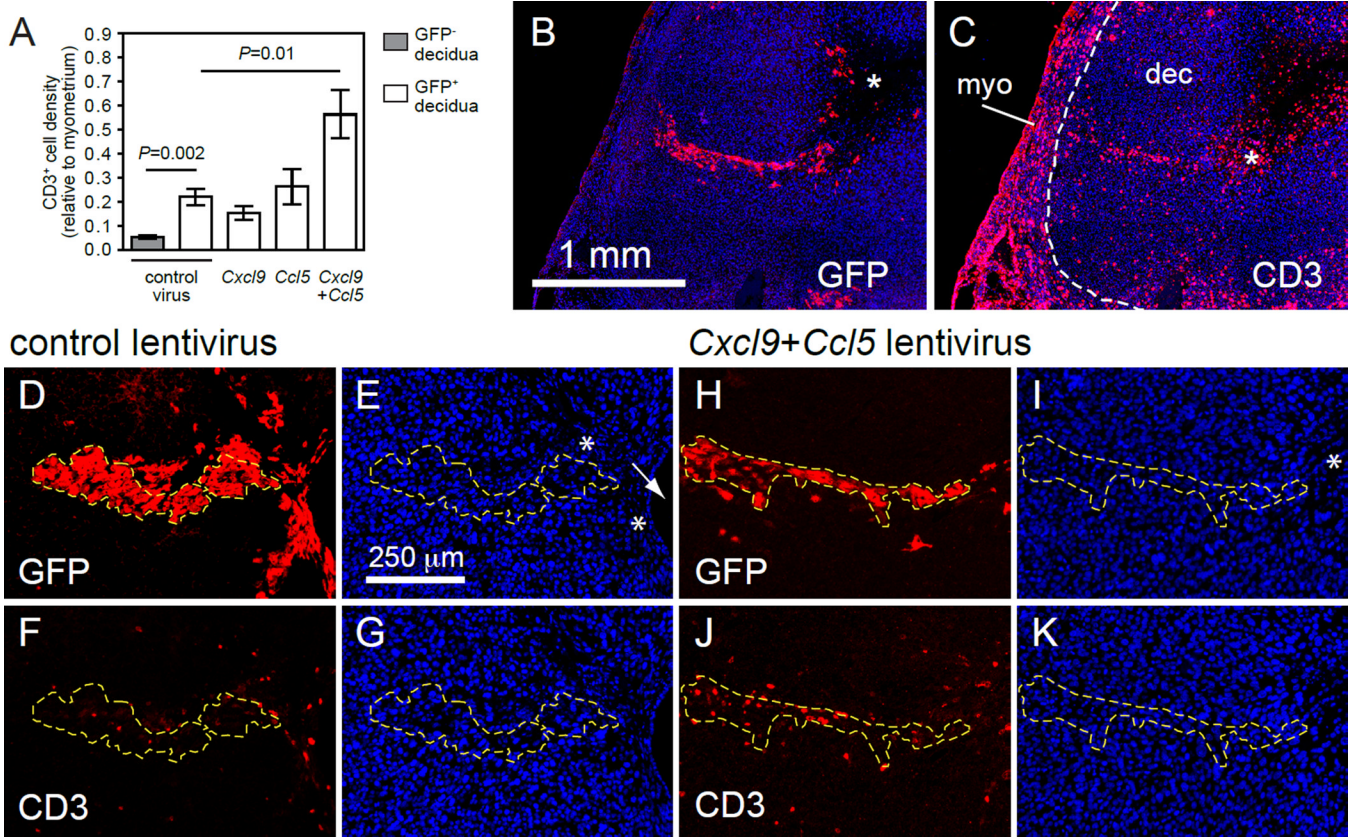 A
CD3⁺ cell density
(relative to myometrium)
0.9
0.8
0.7
0.6
0.5
0.4
0.3
0.2
0.1
0.0
P=0.002
P=0.01
control
virus
Cxcl9
Ccl5
Cxcl9
+Ccl5
GFP⁻
decidua
GFP⁺
decidua
B
*
1 mm
GFP
C
myo
dec
*
CD3
control lentivirus
Cxcl9+Ccl5 lentivirus
D
GFP
E
*
*
250 μm
H
GFP
I
*
F
CD3
G
J
CD3
K